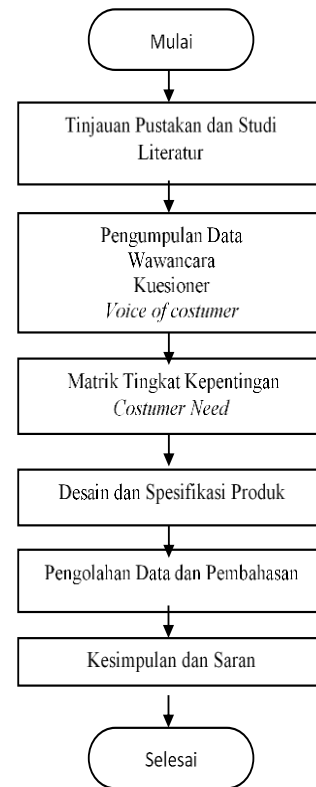 Mulai
Tinjauan Pustakan dan Studi
Literatur
Pengumpulan Data
Wawancara
Kuesioner
Voice of costumer
Matrik Tingkat Kepentingan
Costumer Need
Desain dan Spesifikasi Produk
Pengolahan Data dan Pembahasan
Kesimpulan dan Saran
Selesai